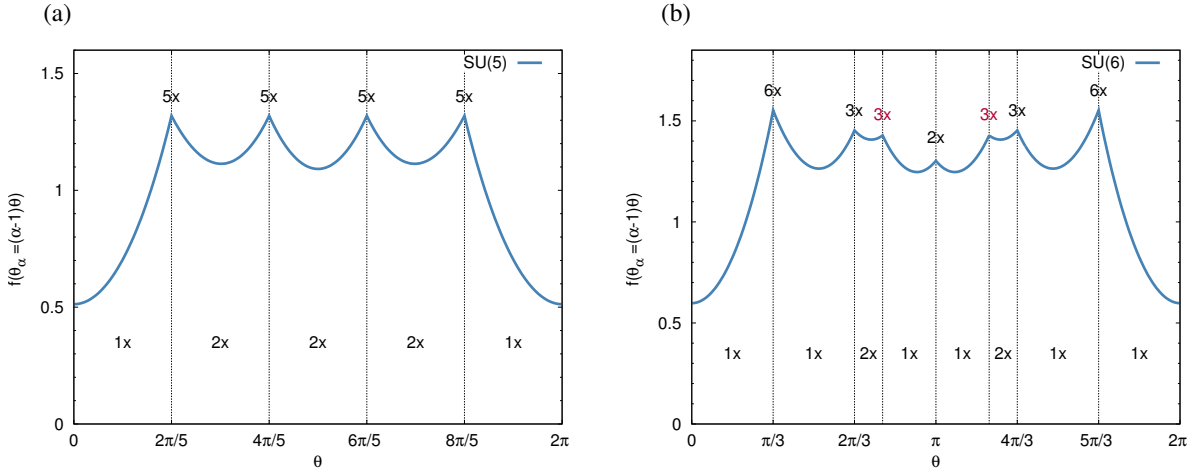 (a)
SU(5)
5x 5x 5x 5x
1x 2x 2x 2x 1x
0 0.5 1 1.5
0 2π/5 4π/5 6π/5 8π/5 2π
θ
f(θα =(α-1)θ)
(b)
SU(6)
6x 3x 3x 2x 3x 3x 6x
1x 1x 2x 1x 1x 2x 1x 1x
0 0.5 1 1.5
0 π/3 2π/3 π 4π/3 5π/3 2π
θ
f(θα =(α-1)θ)